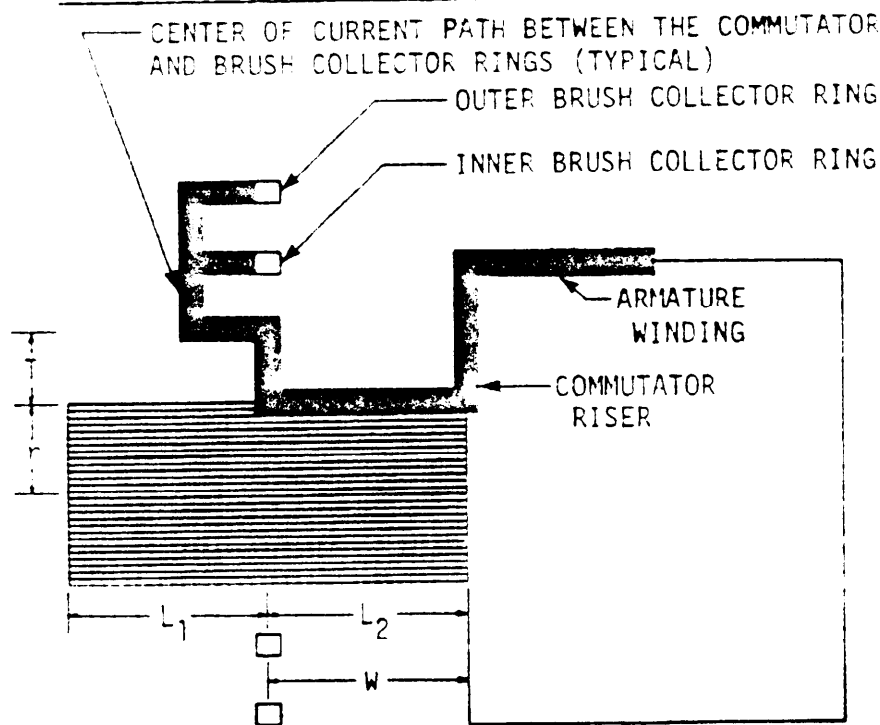 CENTER OF CURRENT PATH BETWEEN THE COMMUTATOR
AND BRUSH COLLECTOR RINGS (TYPICAL)
OUTER BRUSH COLLECTOR RING
INNER BRUSH COLLECTOR RING
ARMATURE
WINDING
COMMUTATOR
RISER
r
L1
L2
W